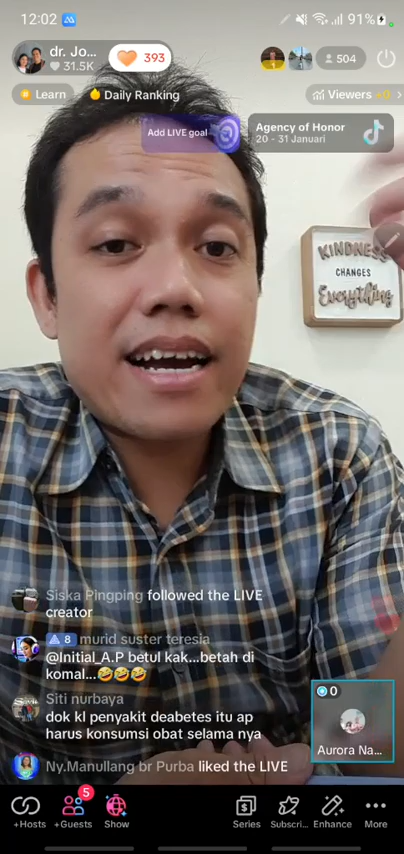 12:02
91%
dr. Jo...
31.5K
393
504
Learn
Daily Ranking
Viewers +0
Add LIVE goal
Agency of Honor
20 - 31 Januari
KINDNESS
CHANGES
Everything
Siska Pingping followed the LIVE
creator
8 murid suster teresia
@Initial_A.P betul kak...betah di
komal...🤣🤣🤣
Siti nurbaya
dok kl penyakit deabetes itu ap
harus konsumsi obat selama nya
0
Aurora Na...
Ny.Manullang br Purba liked the LIVE
5
+Hosts
+Guests
Show
Series
Subscri...
Enhance
More